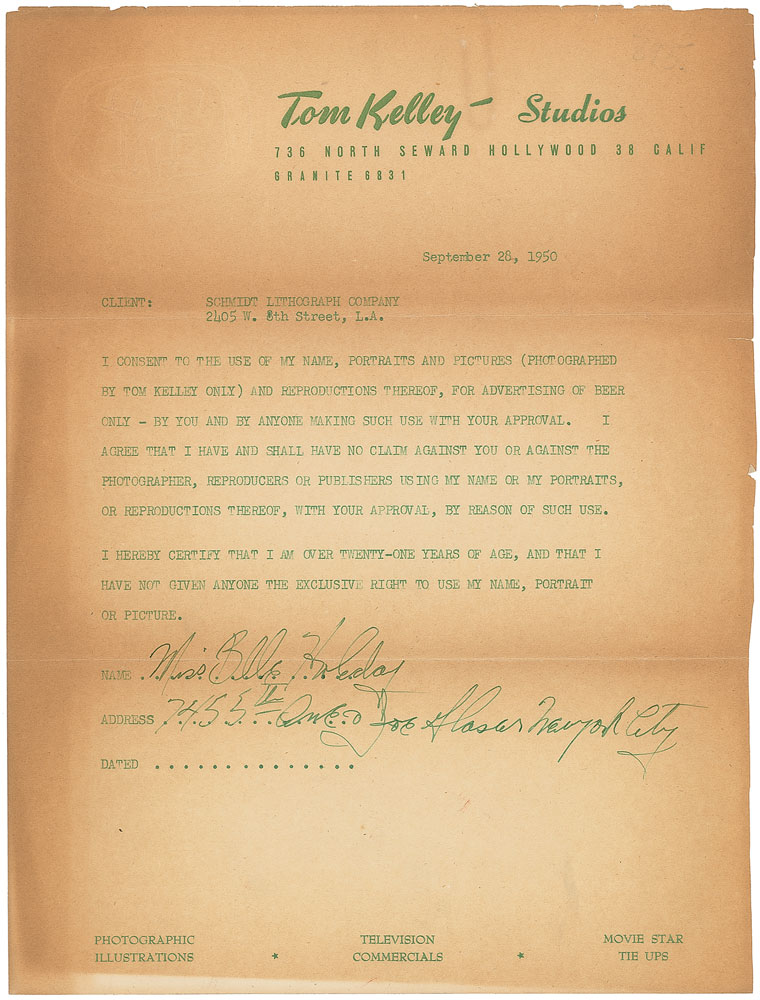 Tom Kelley Studios
736 NORTH SEWARD HOLLYWOOD 38 CALIF
GRANITE 6831
September 28, 1950
CLIENT: SCHMIDT LITHOGRAPH COMPANY
2405 W. 8th Street, L.A.
I CONSENT TO THE USE OF MY NAME, PORTRAITS AND PICTURES (PHOTOGRAPHED
BY TOM KELLEY ONLY) AND REPRODUCTIONS THEREOF, FOR ADVERTISING OF BEER
ONLY - BY YOU AND BY ANYONE MAKING SUCH USE WITH YOUR APPROVAL. I
AGREE THAT I HAVE AND SHALL HAVE NO CLAIM AGAINST YOU OR AGAINST THE
PHOTOGRAPHER, REPRODUCERS OR PUBLISHERS USING MY NAME OR MY PORTRAITS,
OR REPRODUCTIONS THEREOF, WITH YOUR APPROVAL, BY REASON OF SUCH USE.
I HEREBY CERTIFY THAT I AM OVER TWENTY-ONE YEARS OF AGE, AND THAT I
HAVE NOT GIVEN ANYONE THE EXCLUSIVE RIGHT TO USE MY NAME, PORTRAIT
OR PICTURE.
NAME Miss Billie Holiday
ADDRESS 745 5th Ave c/o Joe Glaser New York City
DATED . . . . . . . . . . . . . .
PHOTOGRAPHIC TELEVISION MOVIE STAR
ILLUSTRATIONS * COMMERCIALS * TIE UPS